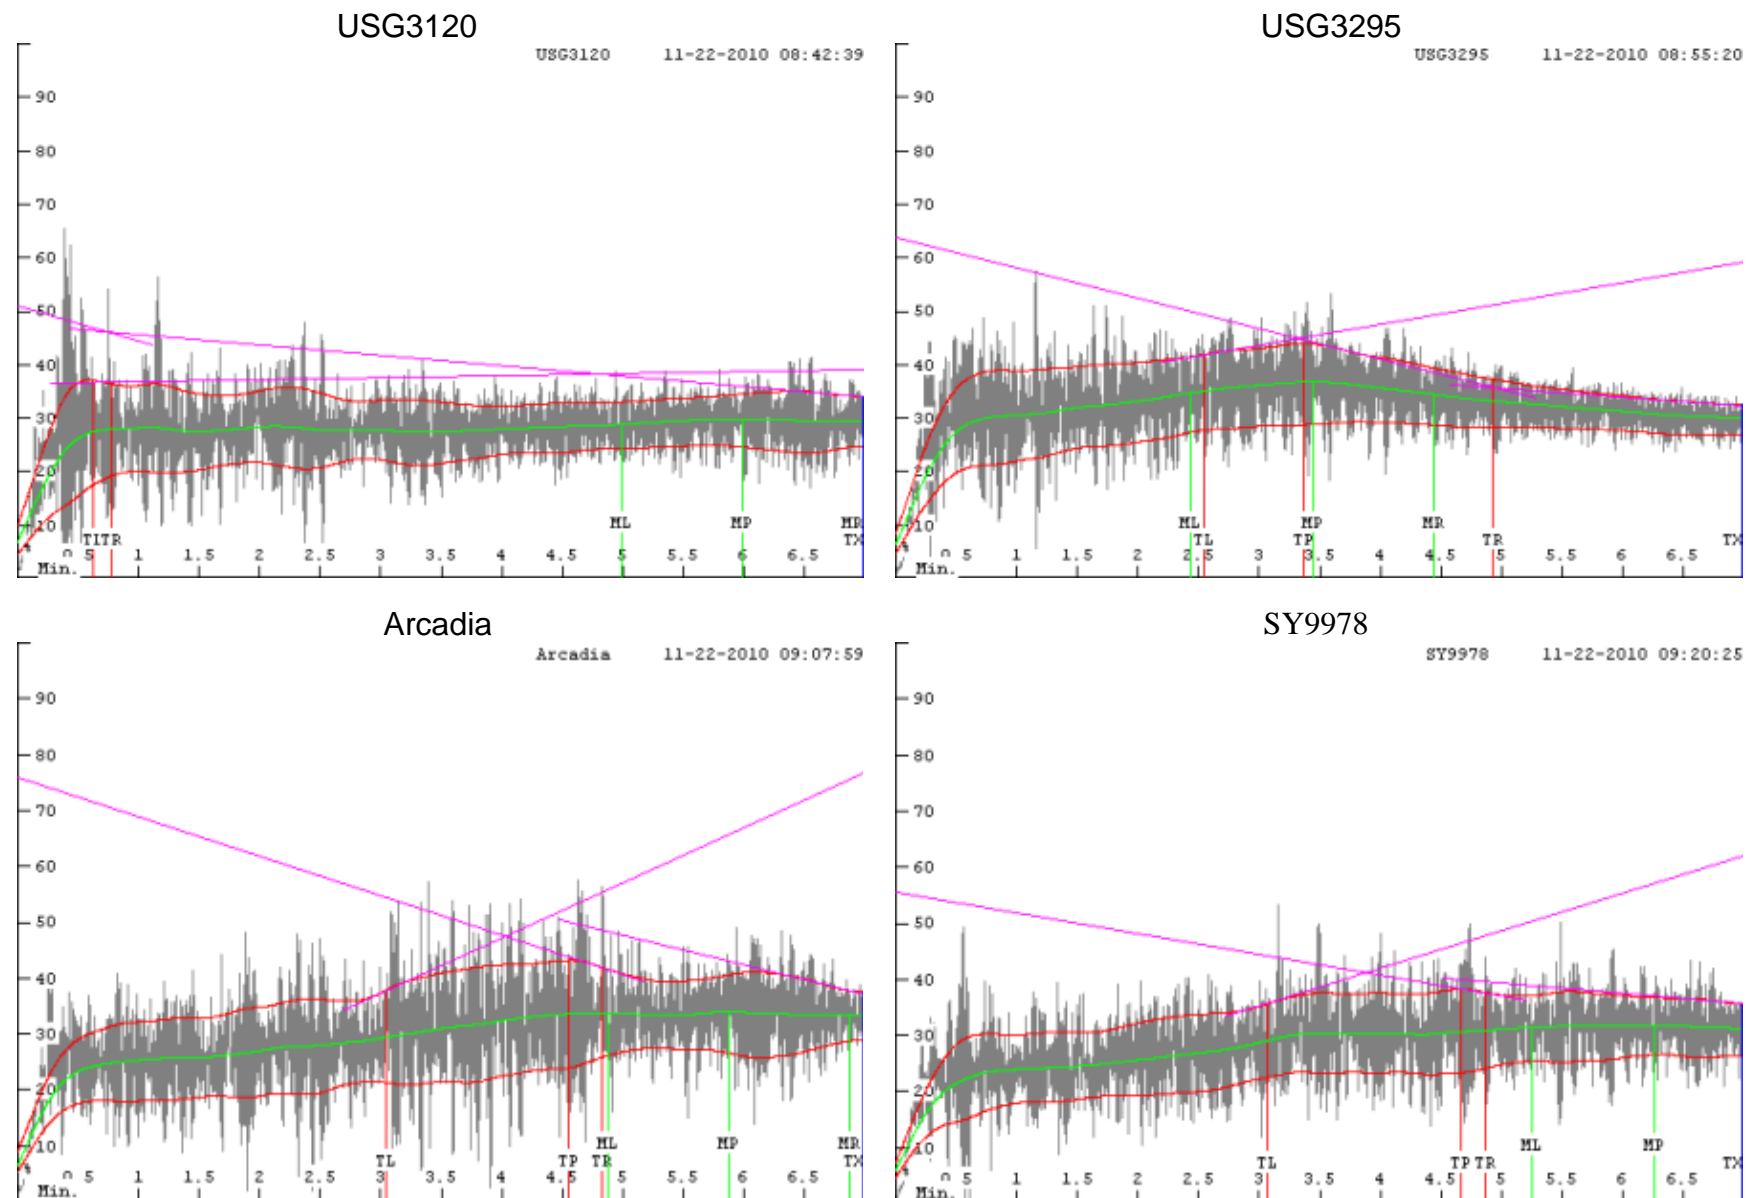 USG3120
USG3120 11-22-2010 08:42:39
90
80
70
60
50
40
30
20
10
ML MP MR
TR TX
5 1 1.5 2 2.5 3 3.5 4 4.5 5 5.5 6 6.5
Min.
USG3295
USG3295 11-22-2010 08:55:20
90
80
70
60
50
40
30
20
10
ML MP MR
TL TP TR TX
5 1 1.5 2 2.5 3 3.5 4 4.5 5 5.5 6 6.5
Min.
Arcadia
Arcadia 11-22-2010 09:07:59
90
80
70
60
50
40
30
20
10
ML MP MR
TL TP TR TX
5 1 1.5 2 2.5 3 3.5 4 4.5 5 5.5 6 6.5
Min.
SY9978
SY9978 11-22-2010 09:20:25
90
80
70
60
50
40
30
20
10
ML MP
TL TP TR TX
5 1 1.5 2 2.5 3 3.5 4 4.5 5 5.5 6 6.5
Min.